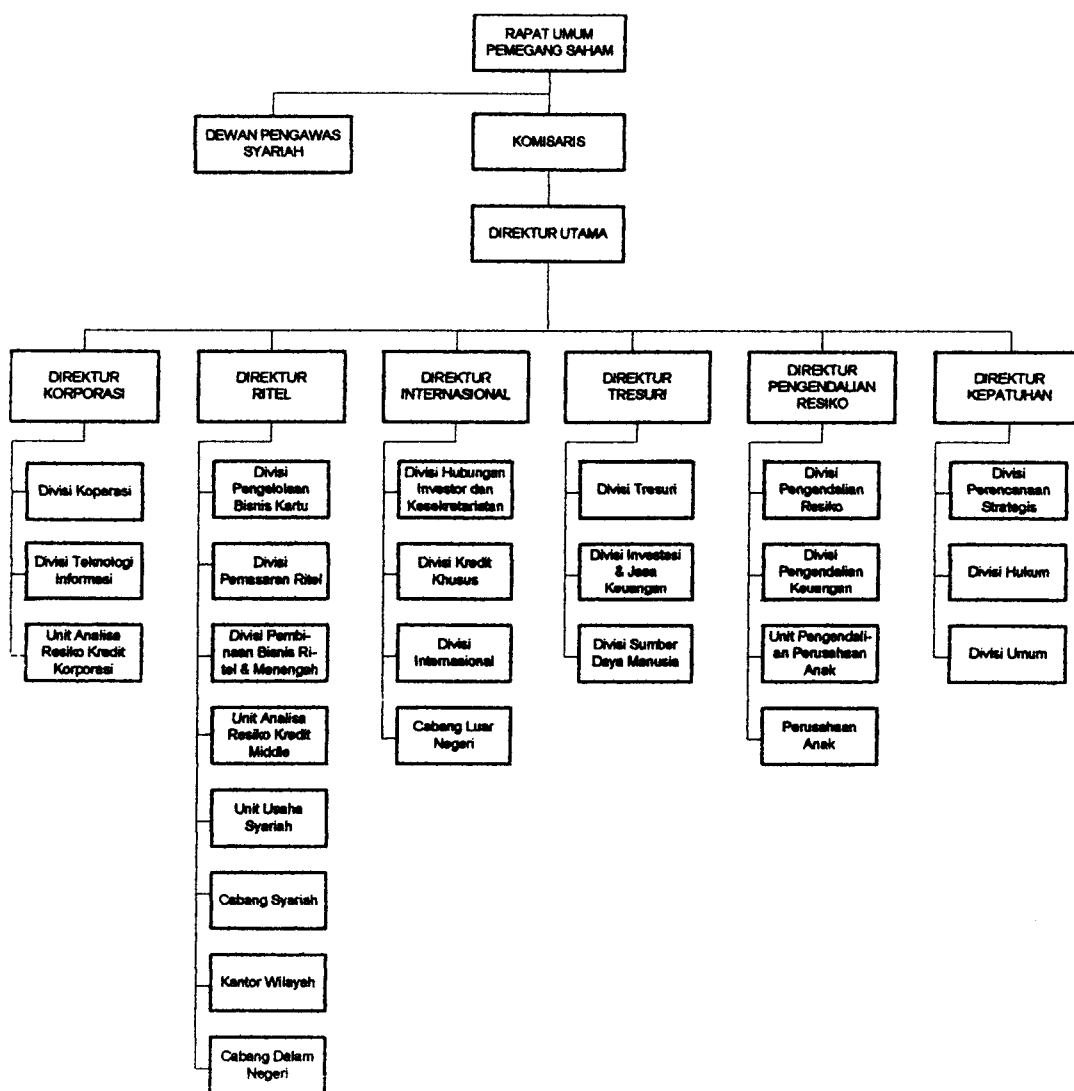 RAPAT UMUM
PEMEGANG SAHAM
DEWAN PENGAWAS
SYARIAH
KOMISARIS
DIREKTUR UTAMA
DIREKTUR
KORPORASI
DIREKTUR
RITEL
DIREKTUR
INTERNASIONAL
DIREKTUR
TRESURI
DIREKTUR
PENGENDALIAN
RESIKO
DIREKTUR
KEPATUHAN
Divisi Koperasi
Divisi Teknologi
Informasi
Unit Analisa
Resiko Kredit
Korporasi
Divisi
Pengelolaan
Bisnis Kartu
Divisi
Pemasaran Ritel
Divisi Pembi-
naan Bisnis Ri-
tel & Menengah
Unit Analisa
Resiko Kredit
Middle
Unit Usaha
Syariah
Cabang Syariah
Kantor Wilayah
Cabang Dalam
Negeri
Divisi Hubungan
Investor dan
Kesekretariatan
Divisi Kredit
Khusus
Divisi
Internasional
Cabang Luar
Negeri
Divisi Tresuri
Divisi Investasi
& Jasa
Keuangan
Divisi Sumber
Daya Manusia
Divisi
Pengendalian
Resiko
Divisi
Pengendalian
Keuangan
Unit Pengendali-
an Perusahaan
Anak
Perusahaan
Anak
Divisi
Perencanaan
Strategis
Divisi Hukum
Divisi Umum